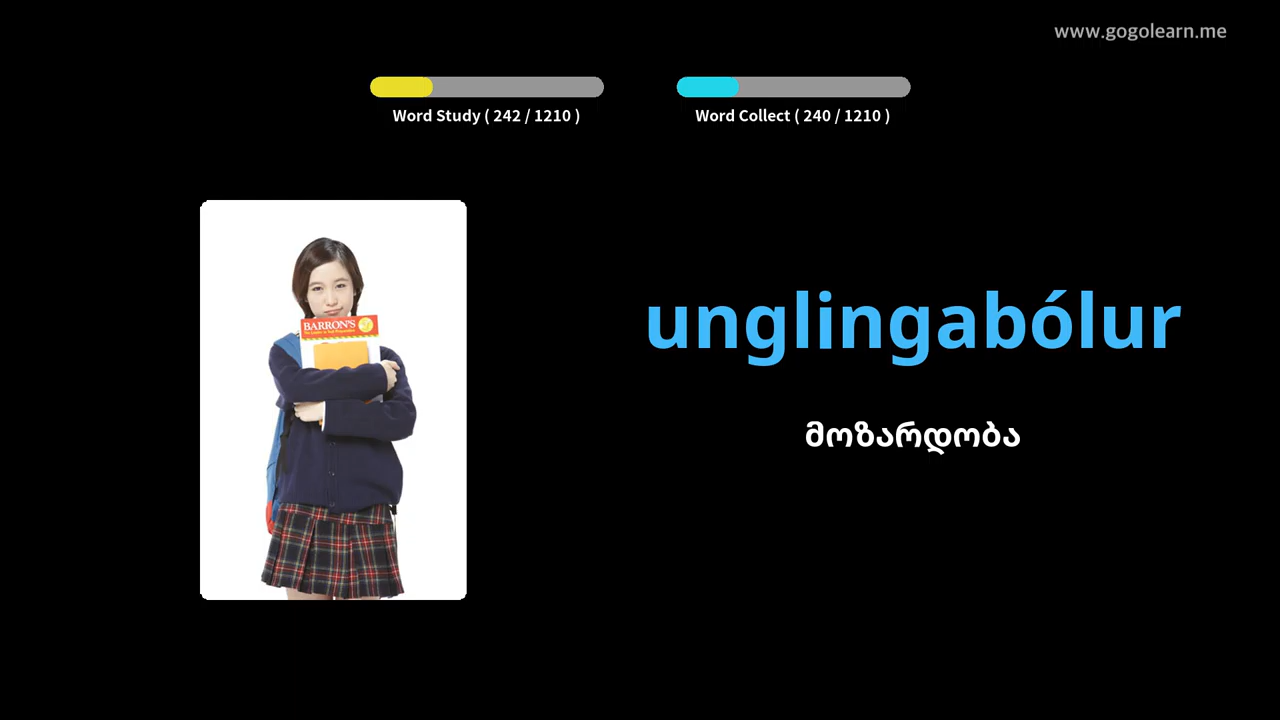 www.gogolearn.me
Word Study ( 242 / 1210 )
Word Collect ( 240 / 1210 )
BARRON'S
unglingabólur
მოზარდობა